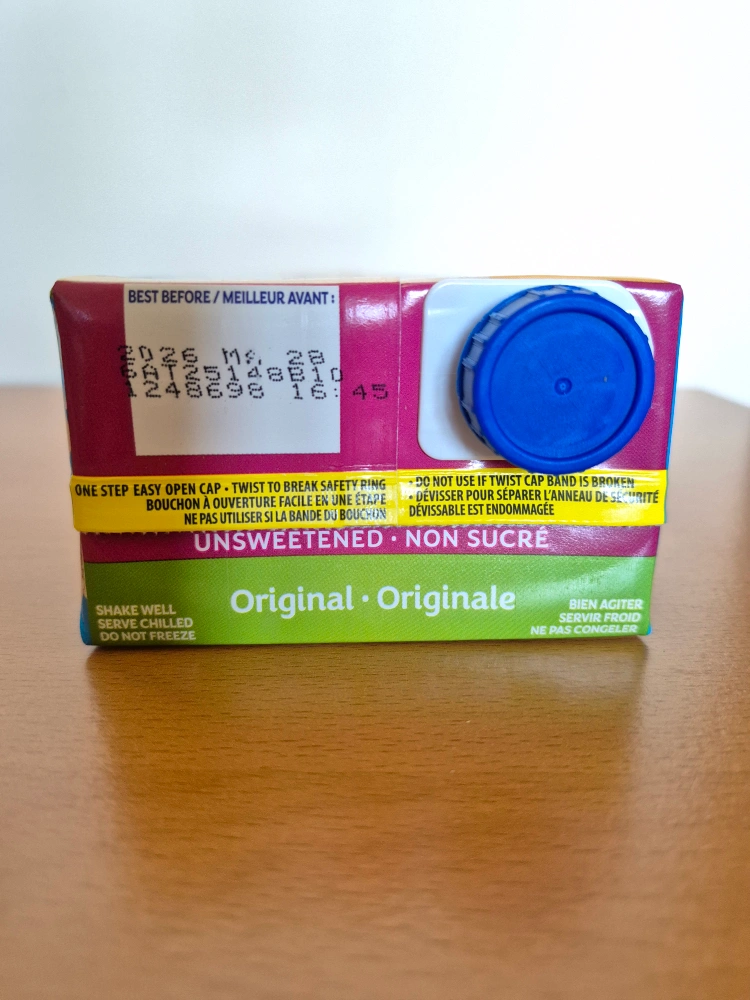 BEST BEFORE / MEILLEUR AVANT :
2026 MA 28
6AT25148B10
1248698 16:45
ONE STEP EASY OPEN CAP • TWIST TO BREAK SAFETY RING
BOUCHON À OUVERTURE FACILE EN UNE ÉTAPE
NE PAS UTILISER SI LA BANDE DU BOUCHON
• DO NOT USE IF TWIST CAP BAND IS BROKEN
• DÉVISSER POUR SÉPARER L'ANNEAU DE SÉCURITÉ
DÉVISSABLE EST ENDOMMAGÉE
UNSWEETENED • NON SUCRÉ
Original • Originale
SHAKE WELL
SERVE CHILLED
DO NOT FREEZE
BIEN AGITER
SERVIR FROID
NE PAS CONGELER